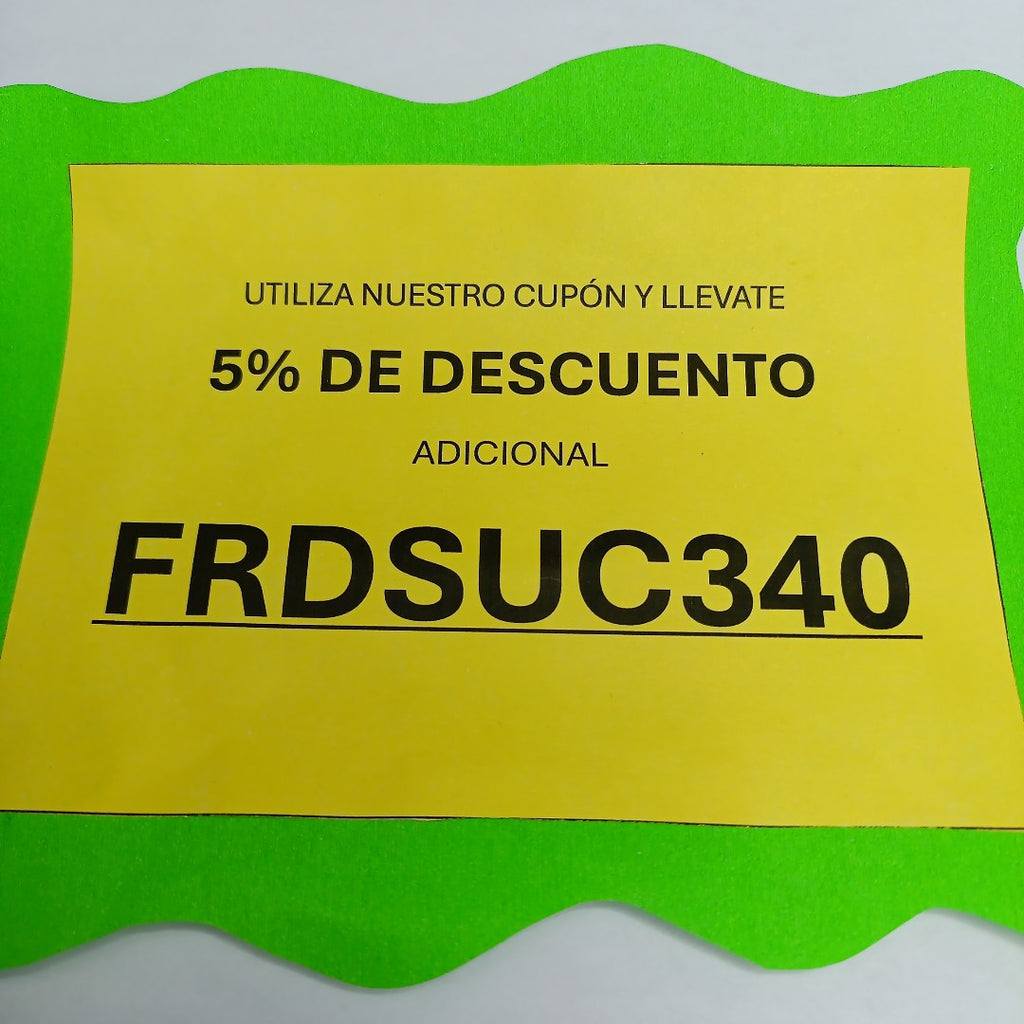 UTILIZA NUESTRO CUPÓN Y LLEVATE
5% DE DESCUENTO
ADICIONAL
FRDSUC340